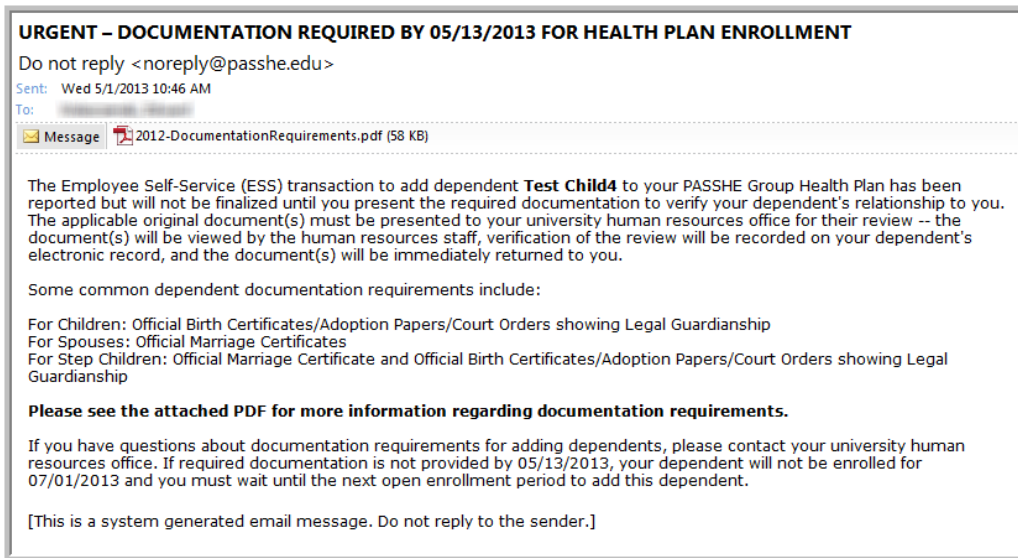 URGENT – DOCUMENTATION REQUIRED BY 05/13/2013 FOR HEALTH PLAN ENROLLMENT
Do not reply <noreply@passhe.edu>
Sent: Wed 5/1/2013 10:46 AM
To:
Message 2012-DocumentationRequirements.pdf (58 KB)
The Employee Self-Service (ESS) transaction to add dependent Test Child4 to your PASSHE Group Health Plan has been
reported but will not be finalized until you present the required documentation to verify your dependent's relationship to you.
The applicable original document(s) must be presented to your university human resources office for their review -- the
document(s) will be viewed by the human resources staff, verification of the review will be recorded on your dependent's
electronic record, and the document(s) will be immediately returned to you.
Some common dependent documentation requirements include:
For Children: Official Birth Certificates/Adoption Papers/Court Orders showing Legal Guardianship
For Spouses: Official Marriage Certificates
For Step Children: Official Marriage Certificate and Official Birth Certificates/Adoption Papers/Court Orders showing Legal
Guardianship
Please see the attached PDF for more information regarding documentation requirements.
If you have questions about documentation requirements for adding dependents, please contact your university human
resources office. If required documentation is not provided by 05/13/2013, your dependent will not be enrolled for
07/01/2013 and you must wait until the next open enrollment period to add this dependent.
[This is a system generated email message. Do not reply to the sender.]